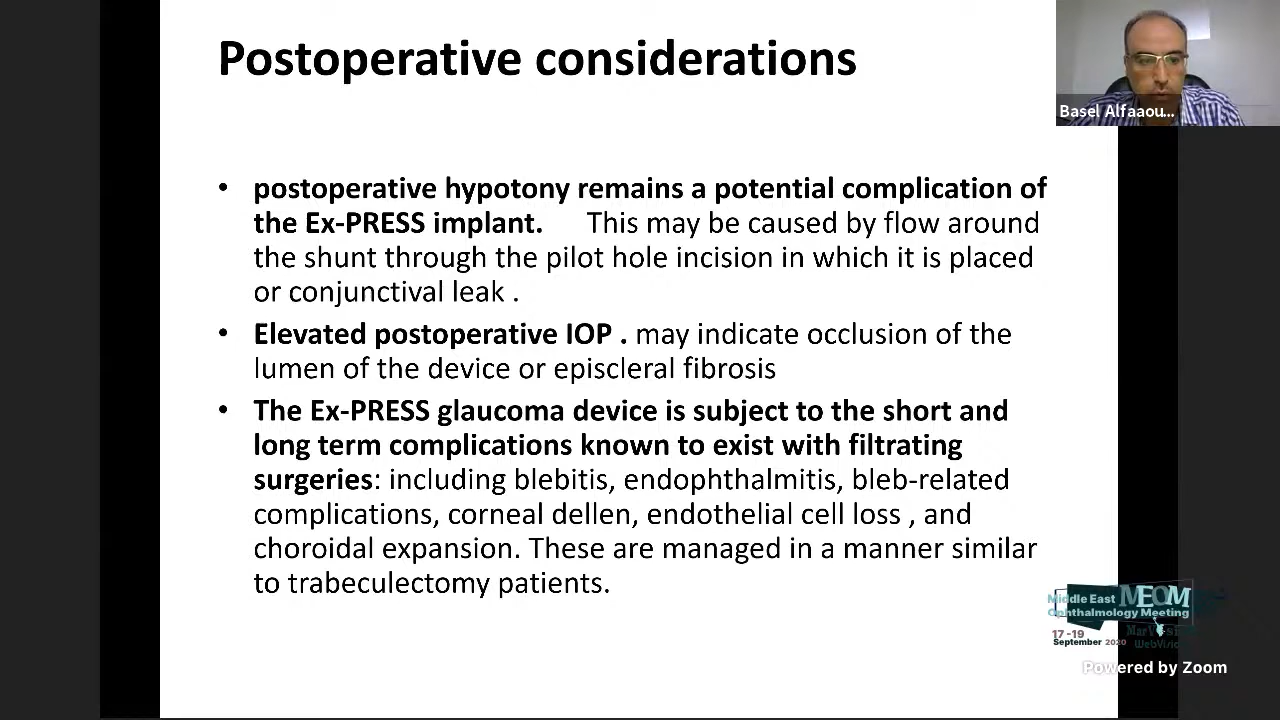 Postoperative considerations
Basel Alfaaou...
• postoperative hypotony remains a potential complication of
the Ex-PRESS implant. This may be caused by flow around
the shunt through the pilot hole incision in which it is placed
or conjunctival leak .
• Elevated postoperative IOP . may indicate occlusion of the
lumen of the device or episcleral fibrosis
• The Ex-PRESS glaucoma device is subject to the short and
long term complications known to exist with filtrating
surgeries: including blebitis, endophthalmitis, bleb-related
complications, corneal dellen, endothelial cell loss , and
choroidal expansion. These are managed in a manner similar
to trabeculectomy patients.
Middle East MEOM
Ophthalmology Meeting
17-19
September 2020
Powered by Zoom